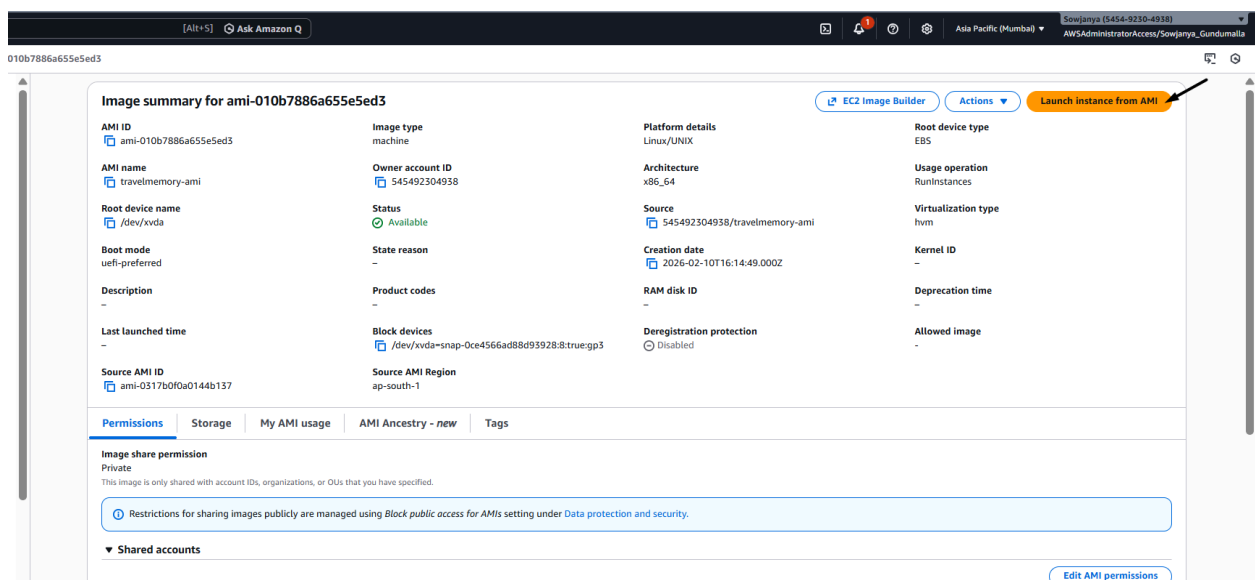 [Alt+S] Ask Amazon Q 1 Asia Pacific (Mumbai) ▼ Sowjanya (5454-9230-4938) ▼
AWSAdministratorAccess/Sowjanya_Gundumalla
010b7886a655e5ed3
Image summary for ami-010b7886a655e5ed3 EC2 Image Builder Actions ▼ Launch instance from AMI
AMI ID Image type Platform details Root device type
ami-010b7886a655e5ed3 machine Linux/UNIX EBS
AMI name Owner account ID Architecture Usage operation
travelmemory-ami 545492304938 x86_64 RunInstances
Root device name Status Source Virtualization type
/dev/xvda Available 545492304938/travelmemory-ami hvm
Boot mode State reason Creation date Kernel ID
uefi-preferred – 2026-02-10T16:14:49.000Z –
Description Product codes RAM disk ID Deprecation time
– – – –
Last launched time Block devices Deregistration protection Allowed image
– /dev/xvda=snap-0ce4566ad88d93928:8:true:gp3 Disabled -
Source AMI ID Source AMI Region
ami-0317b0f0a0144b137 ap-south-1
Permissions Storage My AMI usage AMI Ancestry - new Tags
Image share permission
Private
This image is only shared with account IDs, organizations, or OUs that you have specified.
Restrictions for sharing images publicly are managed using Block public access for AMIs setting under Data protection and security.
▼ Shared accounts
Edit AMI permissions